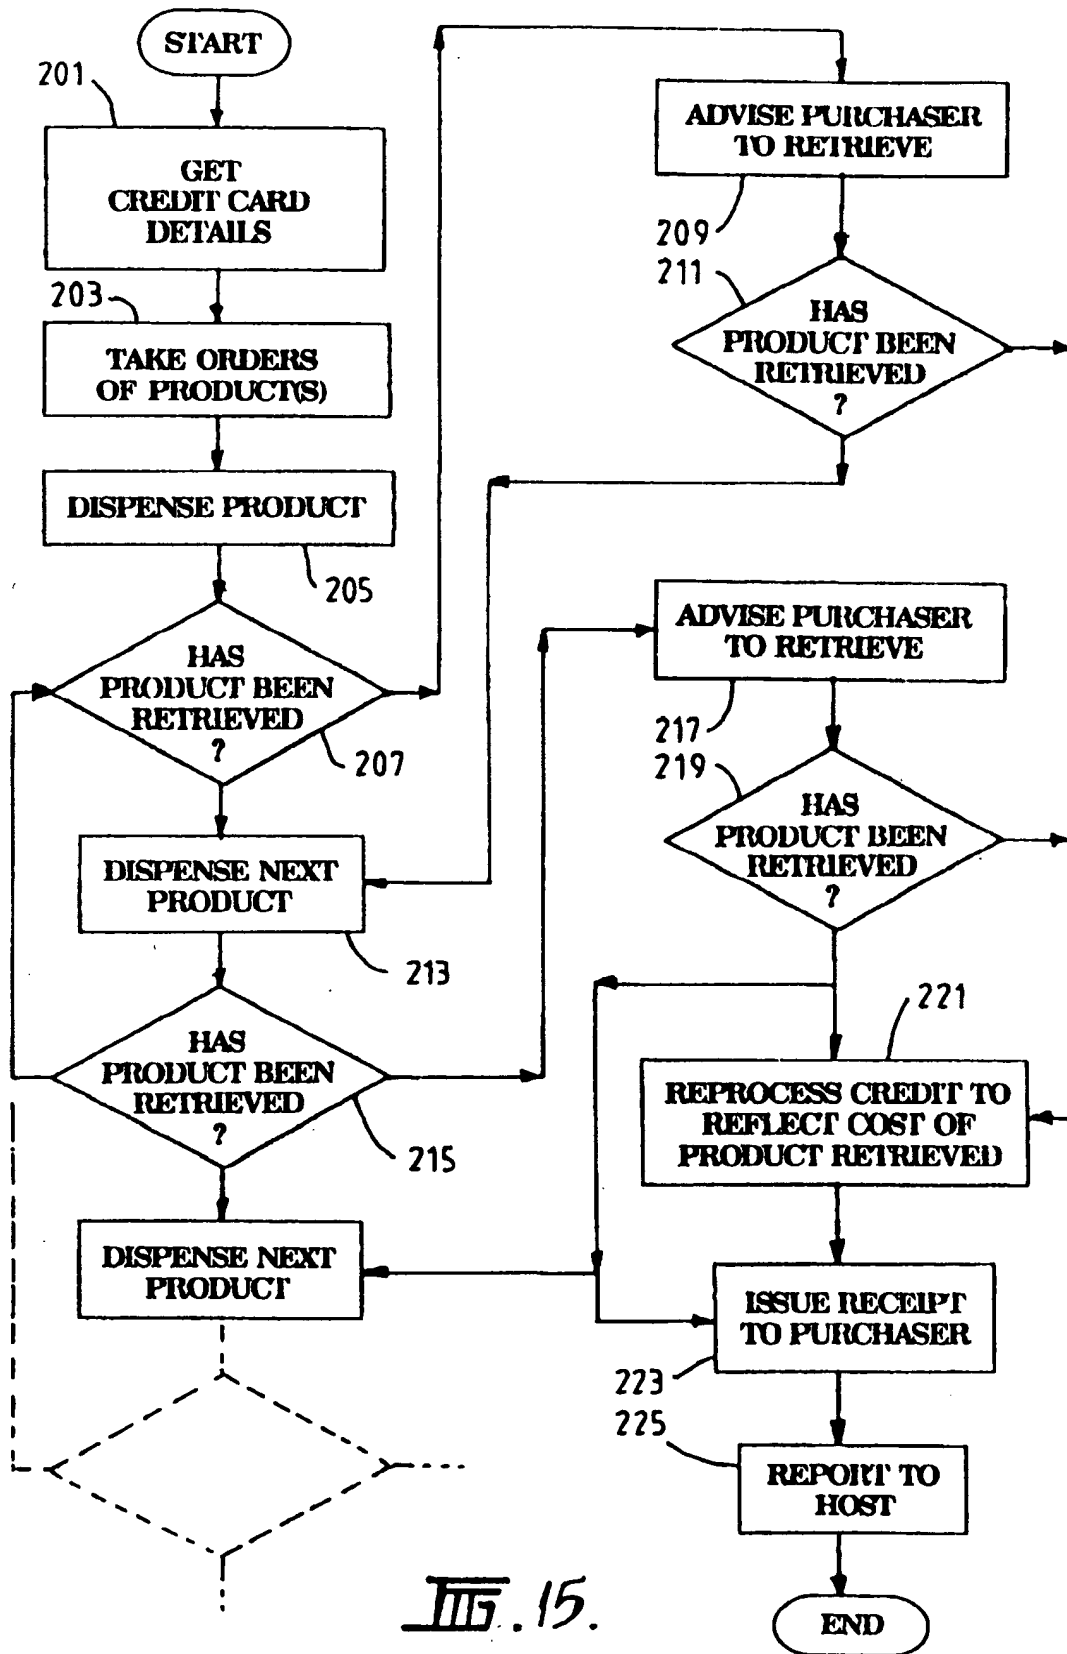 START
201
GET
CREDIT CARD
DETAILS
203
TAKE ORDERS
OF PRODUCT(S)
DISPENSE PRODUCT
205
HAS
PRODUCT BEEN
RETRIEVED
?
207
DISPENSE NEXT
PRODUCT
213
HAS
PRODUCT BEEN
RETRIEVED
?
215
DISPENSE NEXT
PRODUCT
ADVISE PURCHASER
TO RETRIEVE
209
211
HAS
PRODUCT BEEN
RETRIEVED
?
ADVISE PURCHASER
TO RETRIEVE
217
219
HAS
PRODUCT BEEN
RETRIEVED
?
221
REPROCESS CREDIT TO
REFLECT COST OF
PRODUCT RETRIEVED
ISSUE RECEIPT
TO PURCHASER
223
225
REPORT TO
HOST
END
FIG. 15.